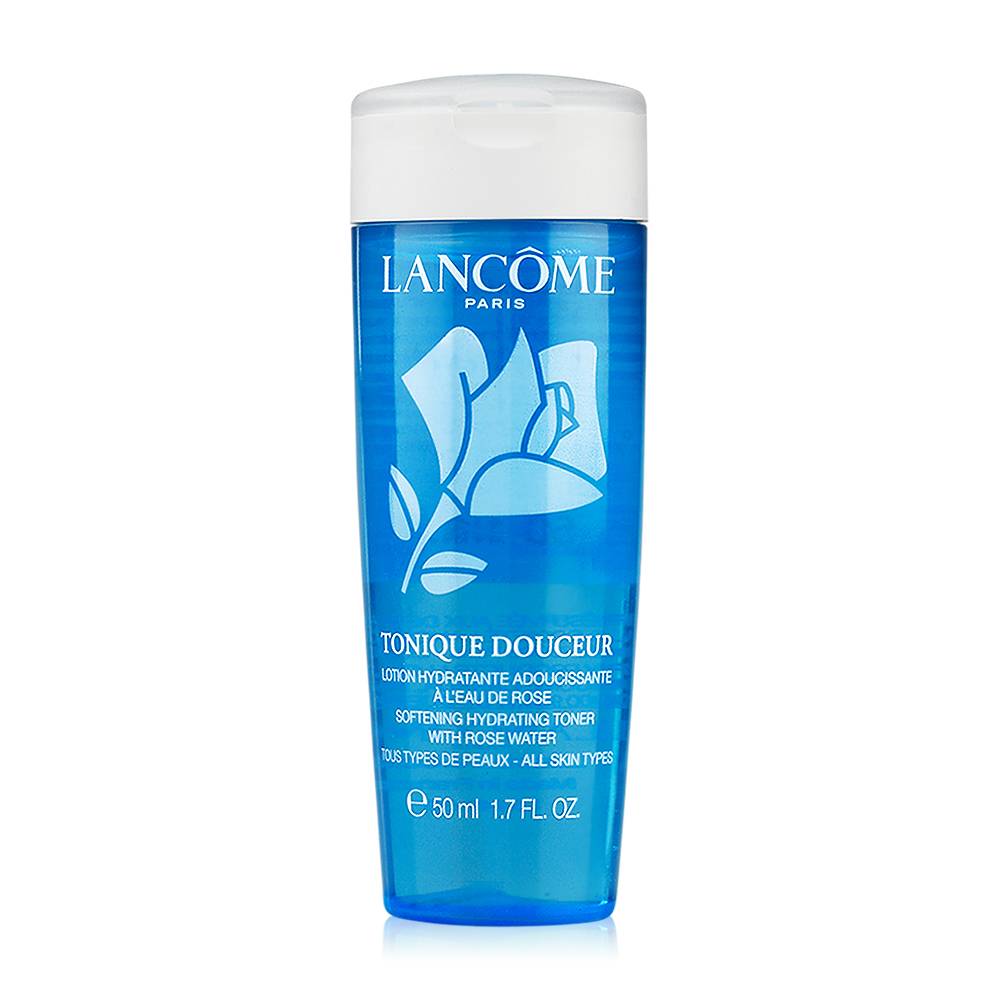 LANCÔME
PARIS
TONIQUE DOUCEUR
LOTION HYDRATANTE ADOUCISSANTE
À L'EAU DE ROSE
SOFTENING HYDRATING TONER
WITH ROSE WATER
TOUS TYPES DE PEAUX - ALL SKIN TYPES
℮ 50 ml 1.7 FL. OZ.